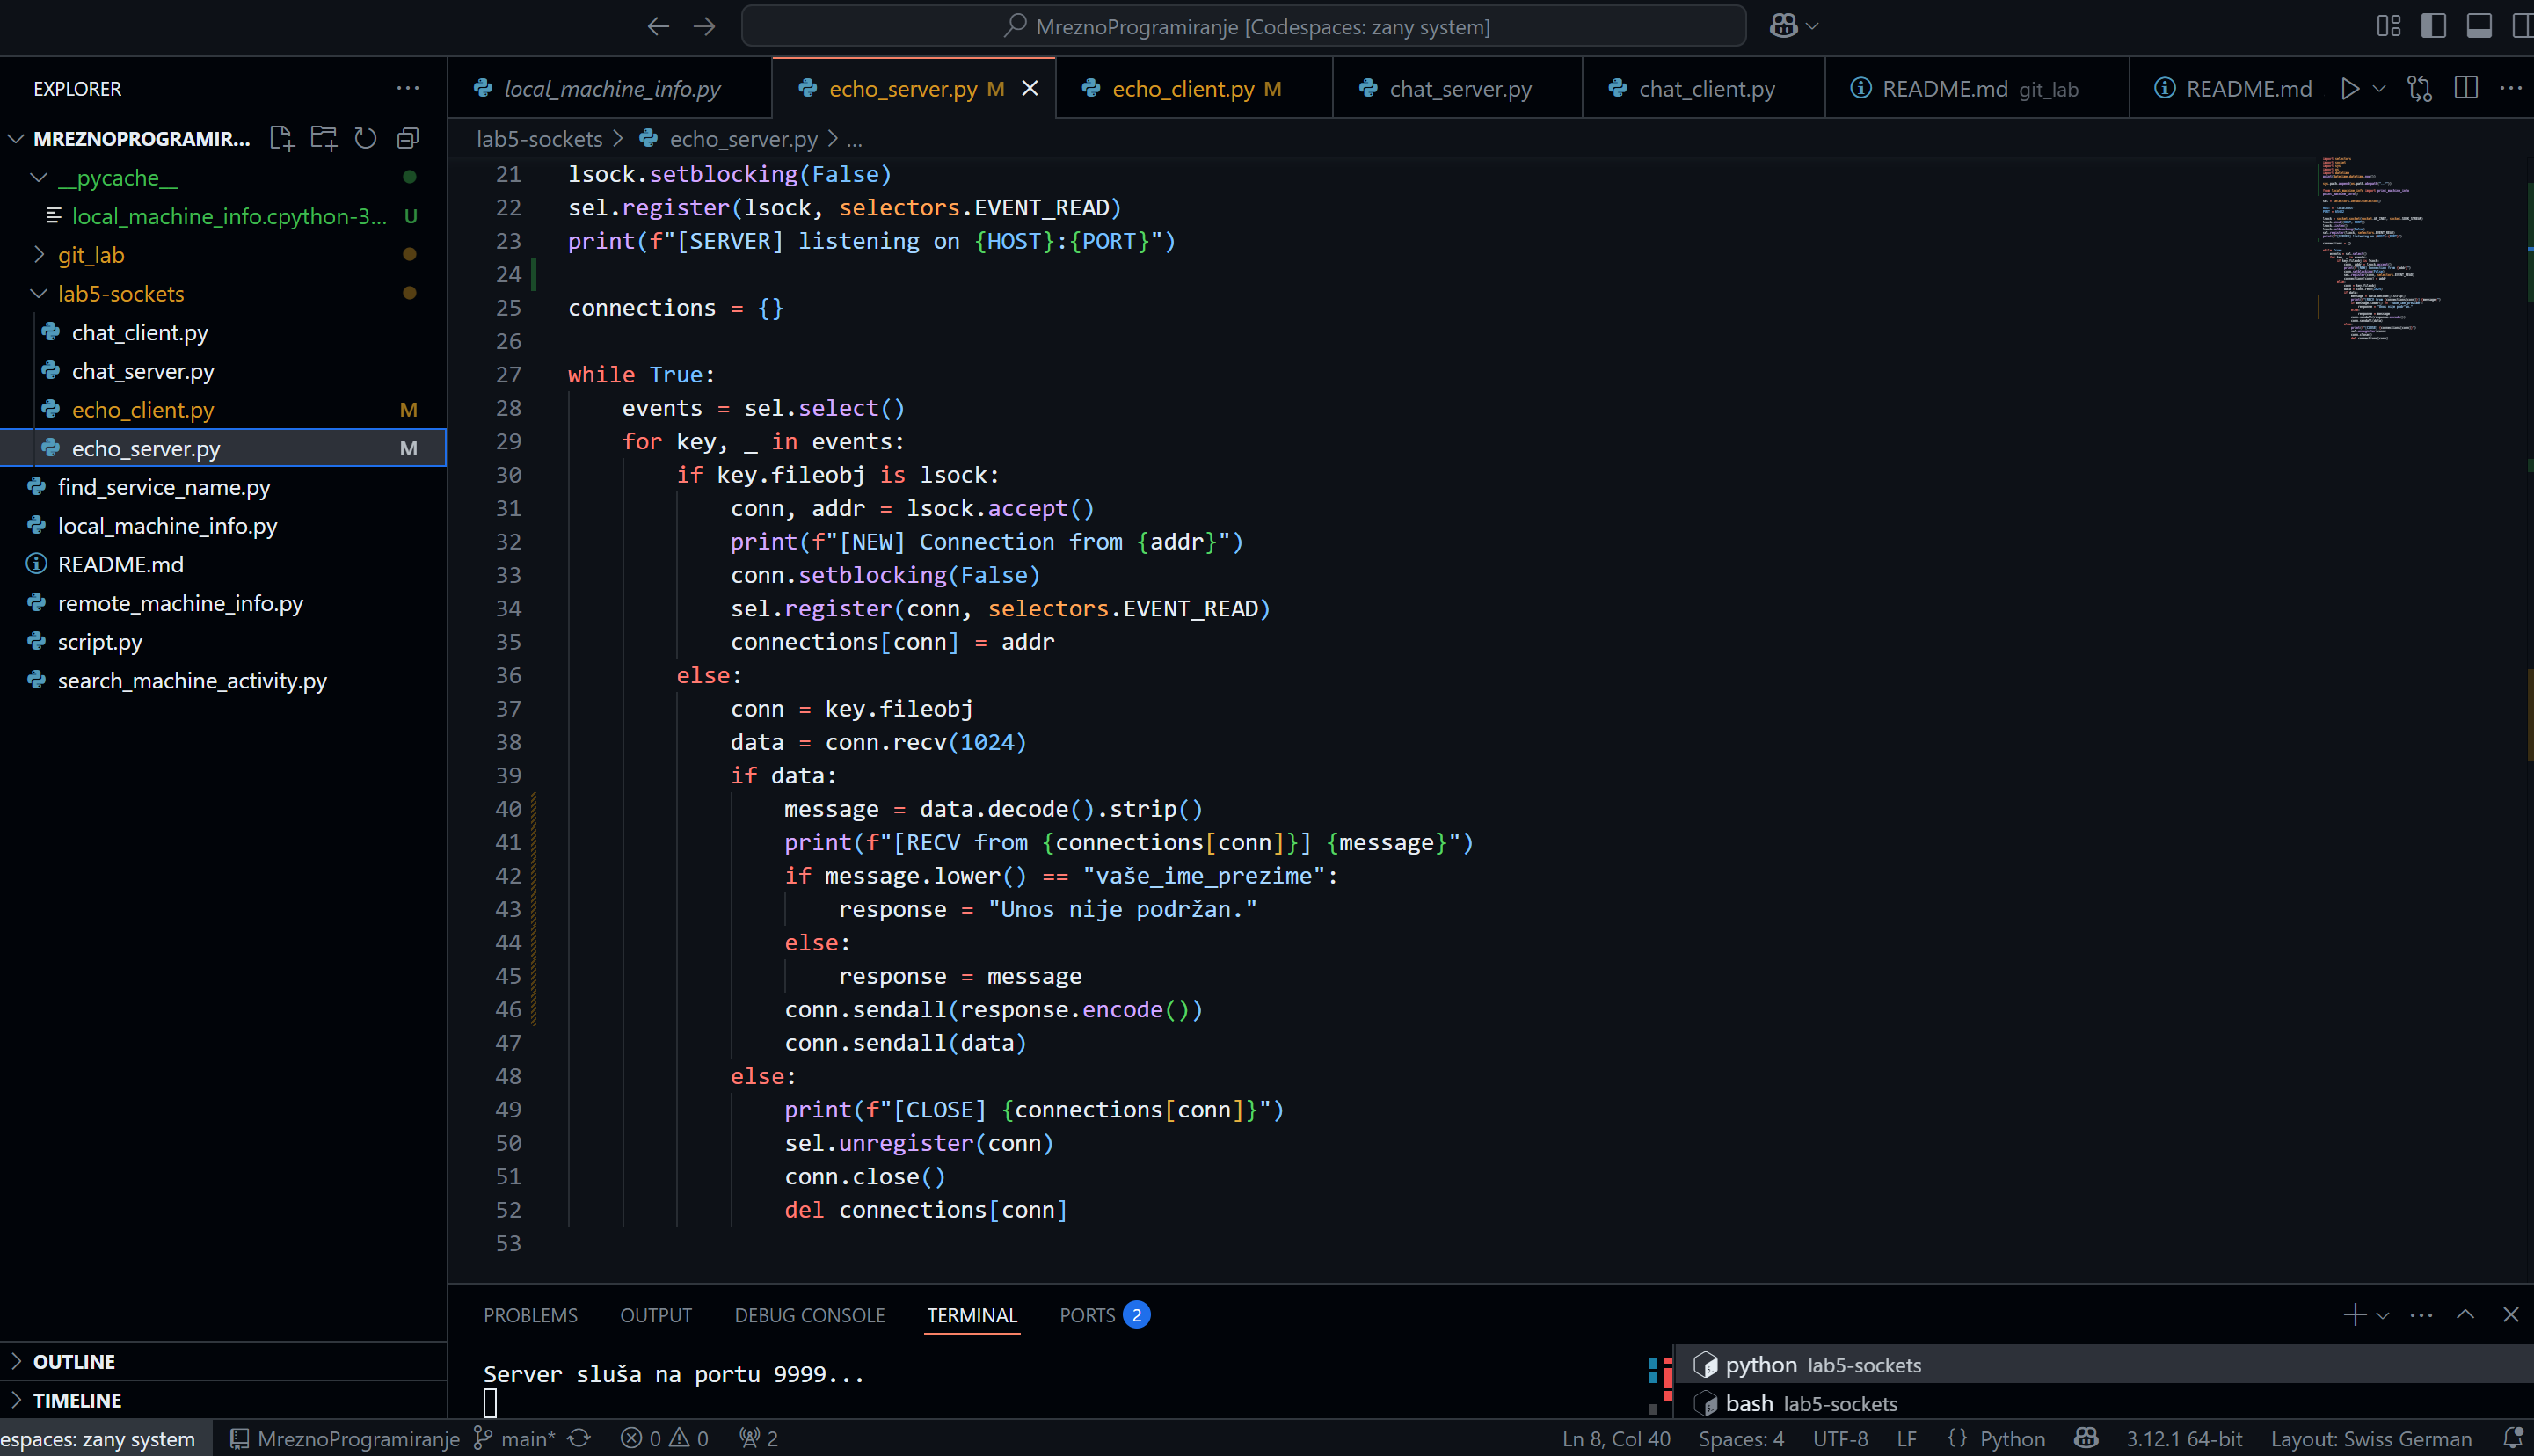 MreznoProgramiranje [Codespaces: zany system]
EXPLORER
MREZNOPROGRAMIR...
__pycache__
local_machine_info.cpython-3... U
git_lab
lab5-sockets
chat_client.py
chat_server.py
echo_client.py M
echo_server.py M
find_service_name.py
local_machine_info.py
README.md
remote_machine_info.py
script.py
search_machine_activity.py
OUTLINE
TIMELINE
local_machine_info.py echo_server.py M echo_client.py M chat_server.py chat_client.py README.md git_lab README.md
lab5-sockets > echo_server.py > ...
21 lsock.setblocking(False)
22 sel.register(lsock, selectors.EVENT_READ)
23 print(f"[SERVER] listening on {HOST}:{PORT}")
24
25 connections = {}
26
27 while True:
28     events = sel.select()
29     for key, _ in events:
30         if key.fileobj is lsock:
31             conn, addr = lsock.accept()
32             print(f"[NEW] Connection from {addr}")
33             conn.setblocking(False)
34             sel.register(conn, selectors.EVENT_READ)
35             connections[conn] = addr
36         else:
37             conn = key.fileobj
38             data = conn.recv(1024)
39             if data:
40                 message = data.decode().strip()
41                 print(f"[RECV from {connections[conn]}] {message}")
42                 if message.lower() == "vaše_ime_prezime":
43                     response = "Unos nije podržan."
44                 else:
45                     response = message
46                 conn.sendall(response.encode())
47                 conn.sendall(data)
48             else:
49                 print(f"[CLOSE] {connections[conn]}")
50                 sel.unregister(conn)
51                 conn.close()
52                 del connections[conn]
53
PROBLEMS OUTPUT DEBUG CONSOLE TERMINAL PORTS 2
Server sluša na portu 9999...
python lab5-sockets
bash lab5-sockets
espaces: zany system MreznoProgramiranje main* 0 0 2 Ln 8, Col 40 Spaces: 4 UTF-8 LF {} Python 3.12.1 64-bit Layout: Swiss German